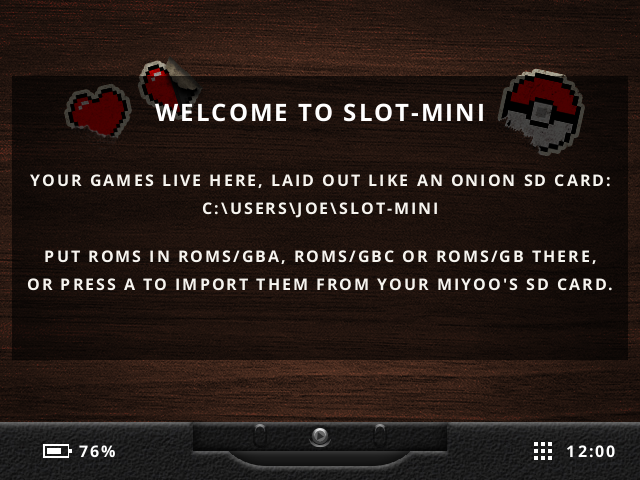 WELCOME TO SLOT-MINI
YOUR GAMES LIVE HERE, LAID OUT LIKE AN ONION SD CARD:
C:\USERS\JOE\SLOT-MINI
PUT ROMS IN ROMS/GBA, ROMS/GBC OR ROMS/GB THERE,
OR PRESS A TO IMPORT THEM FROM YOUR MIYOO'S SD CARD.
76%
12:00